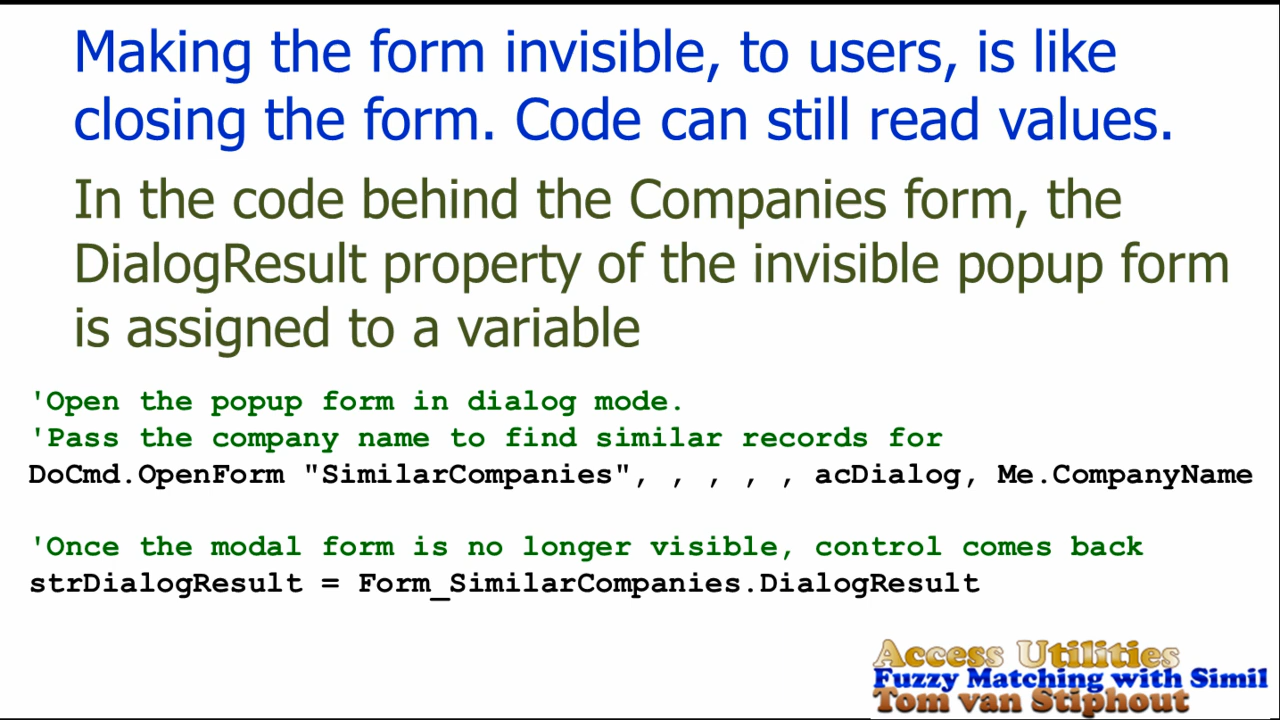 Making the form invisible, to users, is like
closing the form. Code can still read values.
In the code behind the Companies form, the
DialogResult property of the invisible popup form
is assigned to a variable
'Open the popup form in dialog mode.
'Pass the company name to find similar records for
DoCmd.OpenForm "SimilarCompanies", , , , , acDialog, Me.CompanyName
'Once the modal form is no longer visible, control comes back
strDialogResult = Form_SimilarCompanies.DialogResult
Access Utilities
Fuzzy Matching with Simil
Tom van Stiphout